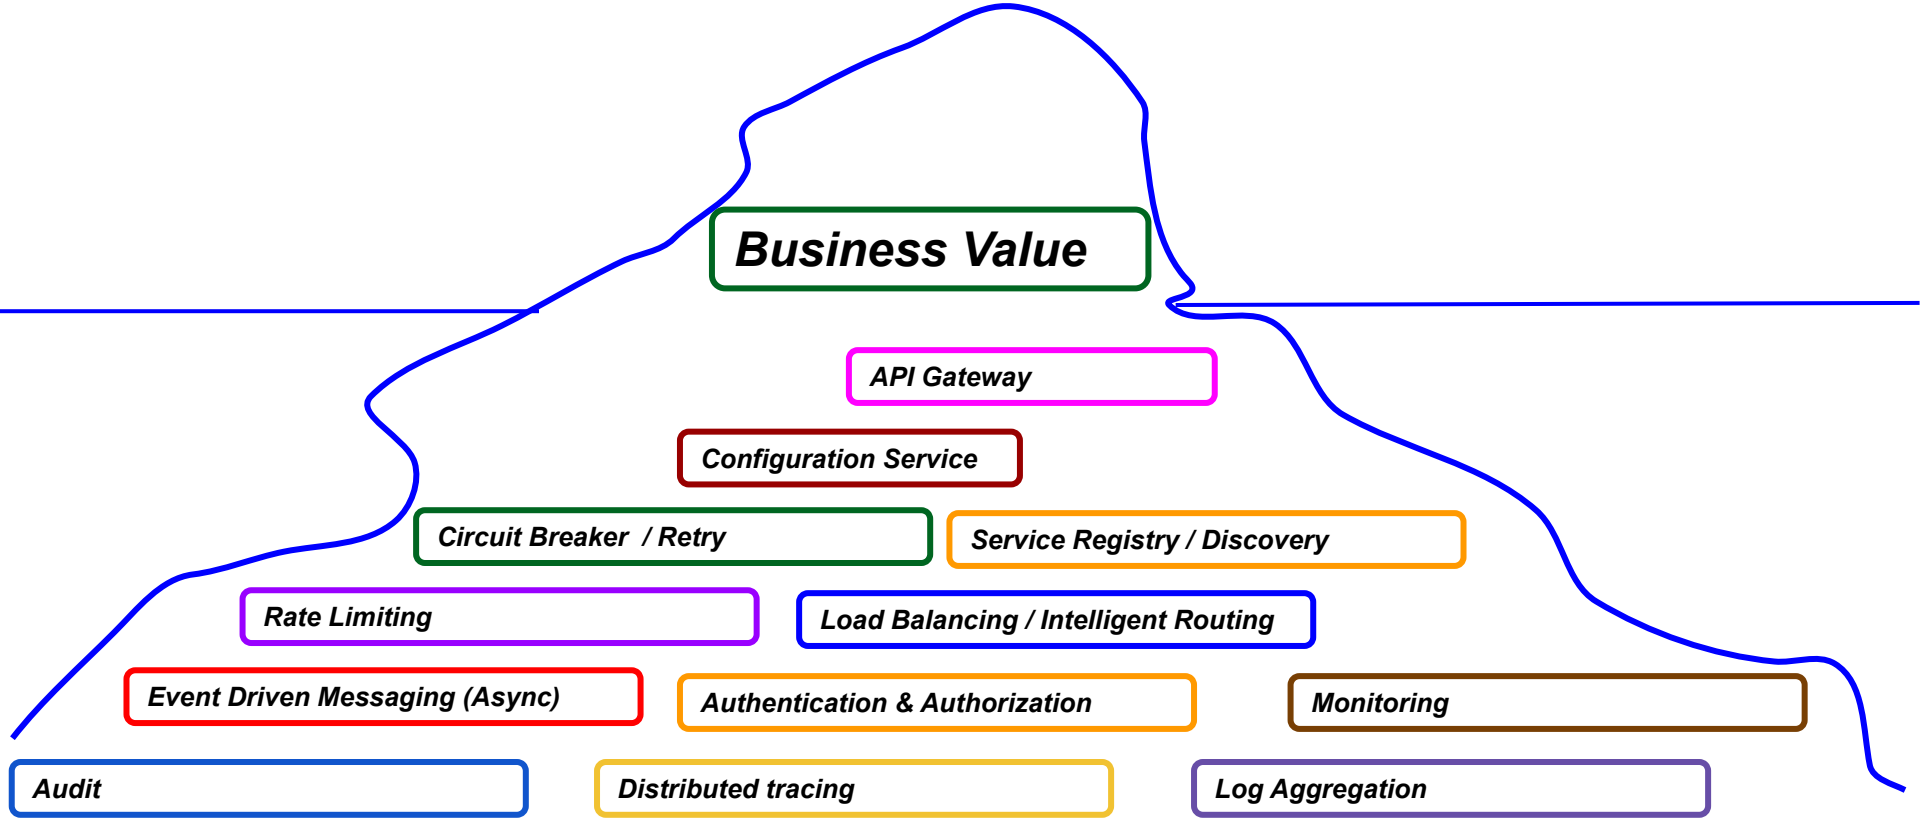 Business Value
API Gateway
Configuration Service
Circuit Breaker / Retry
Service Registry / Discovery
Rate Limiting
Load Balancing / Intelligent Routing
Event Driven Messaging (Async)
Authentication & Authorization
Monitoring
Audit
Distributed tracing
Log Aggregation